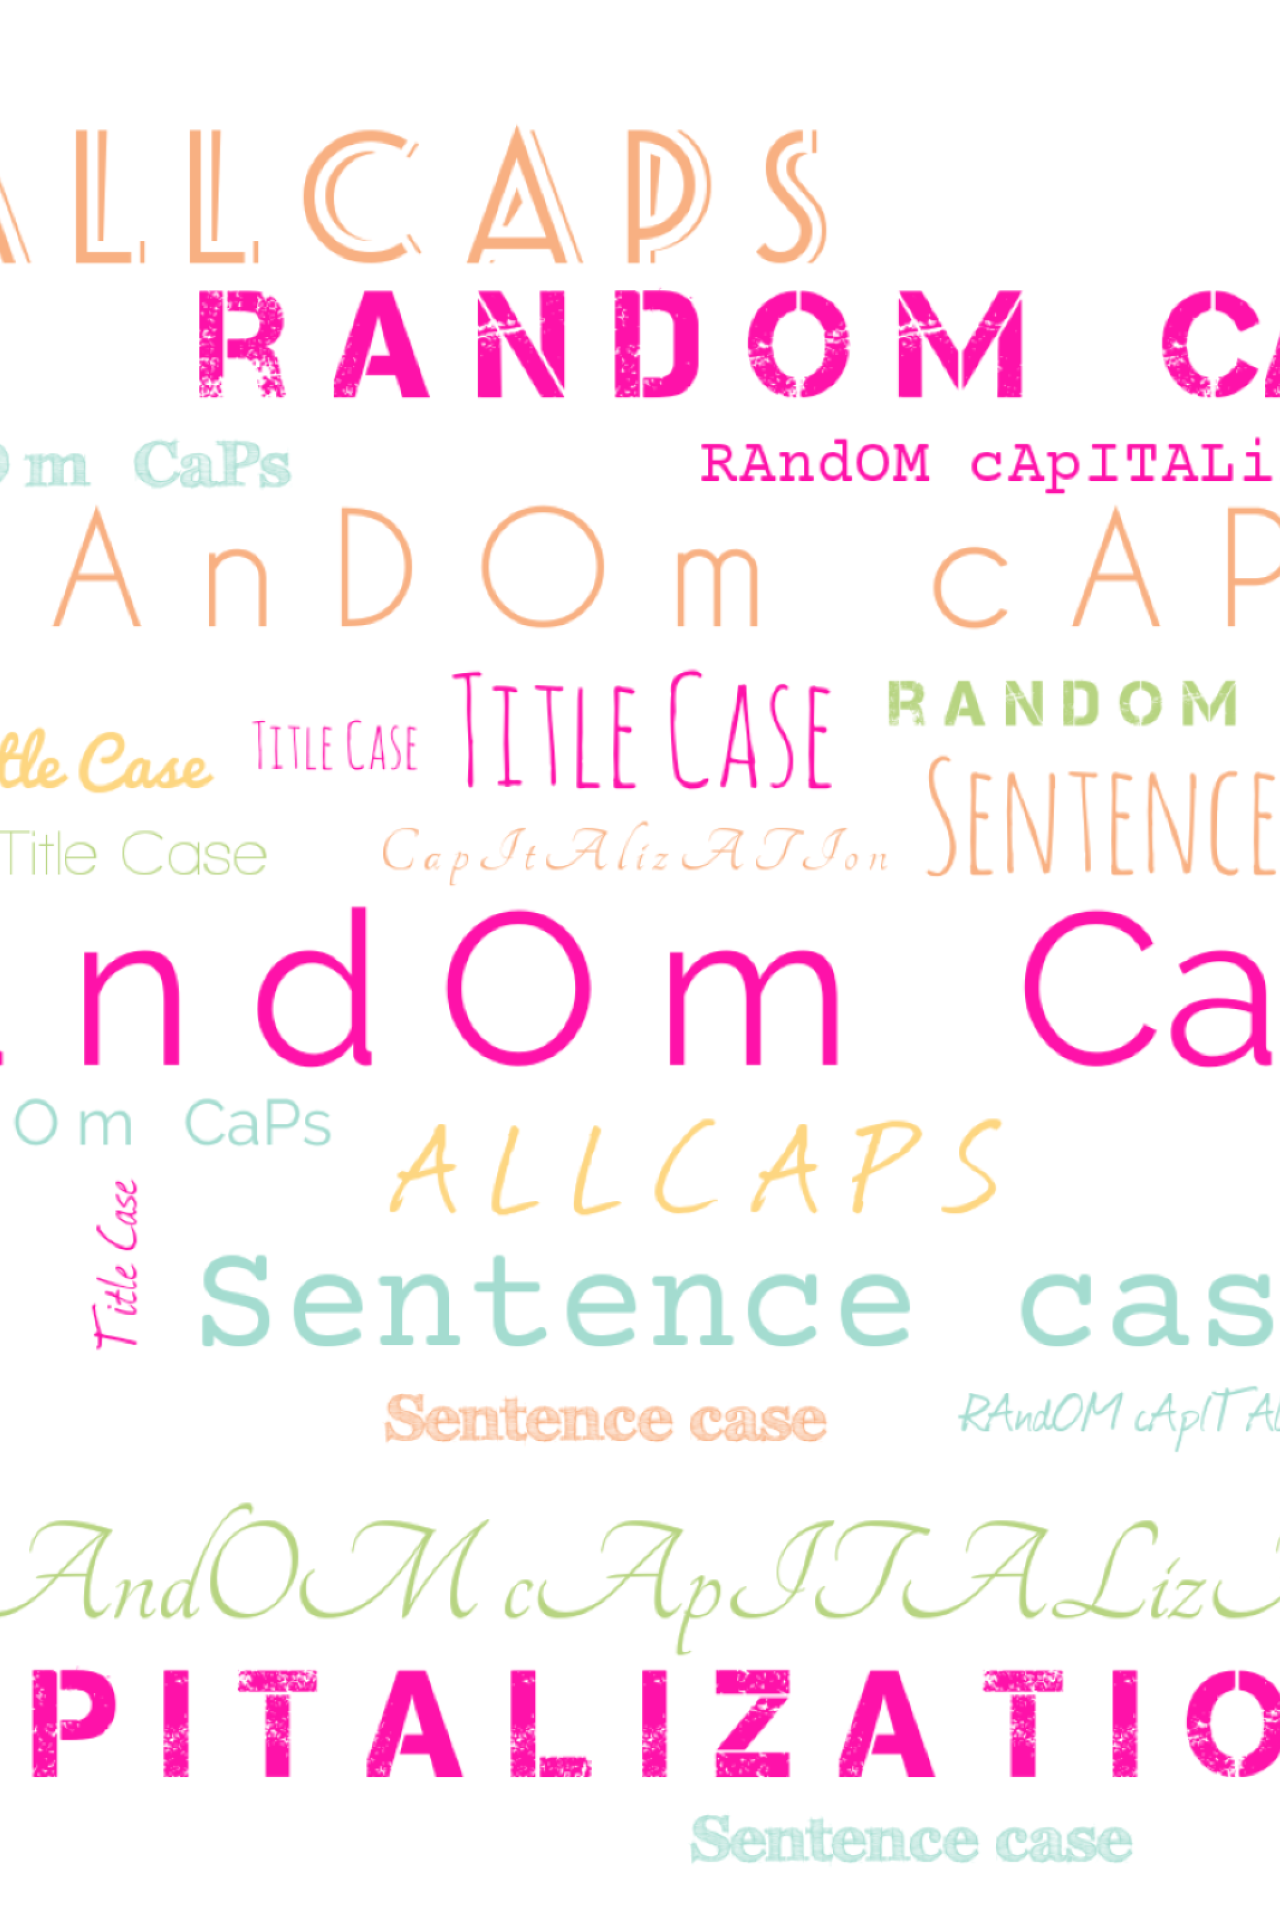 ALLCAPS
RANDOM CA
Om CaPs
RAndOM cApITALi
AnDOm cAP
Title Case
RANDOM
tle Case
Title Case
Sentence
Title Case
CapItAlizATIon
ndOm Ca
Om CaPs
ALLCAPS
Title Case
Sentence cas
Sentence case
RAndOM cApITAL
AndOM cApITALiz
PITALIZATIO
Sentence case